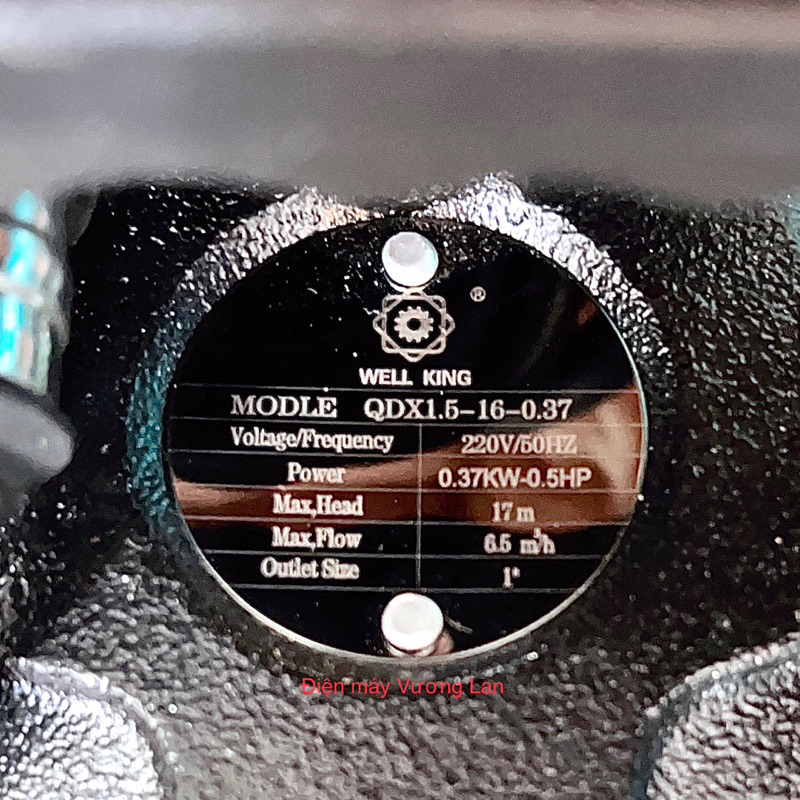 ®
WELL KING
MODLE QDX1.5-16-0.37
Voltage/Frequency 220V/50HZ
Power 0.37KW-0.5HP
Max,Head 17 m
Max,Flow 6.5 m³/h
Outlet Size 1"
Điện máy Vương Lan